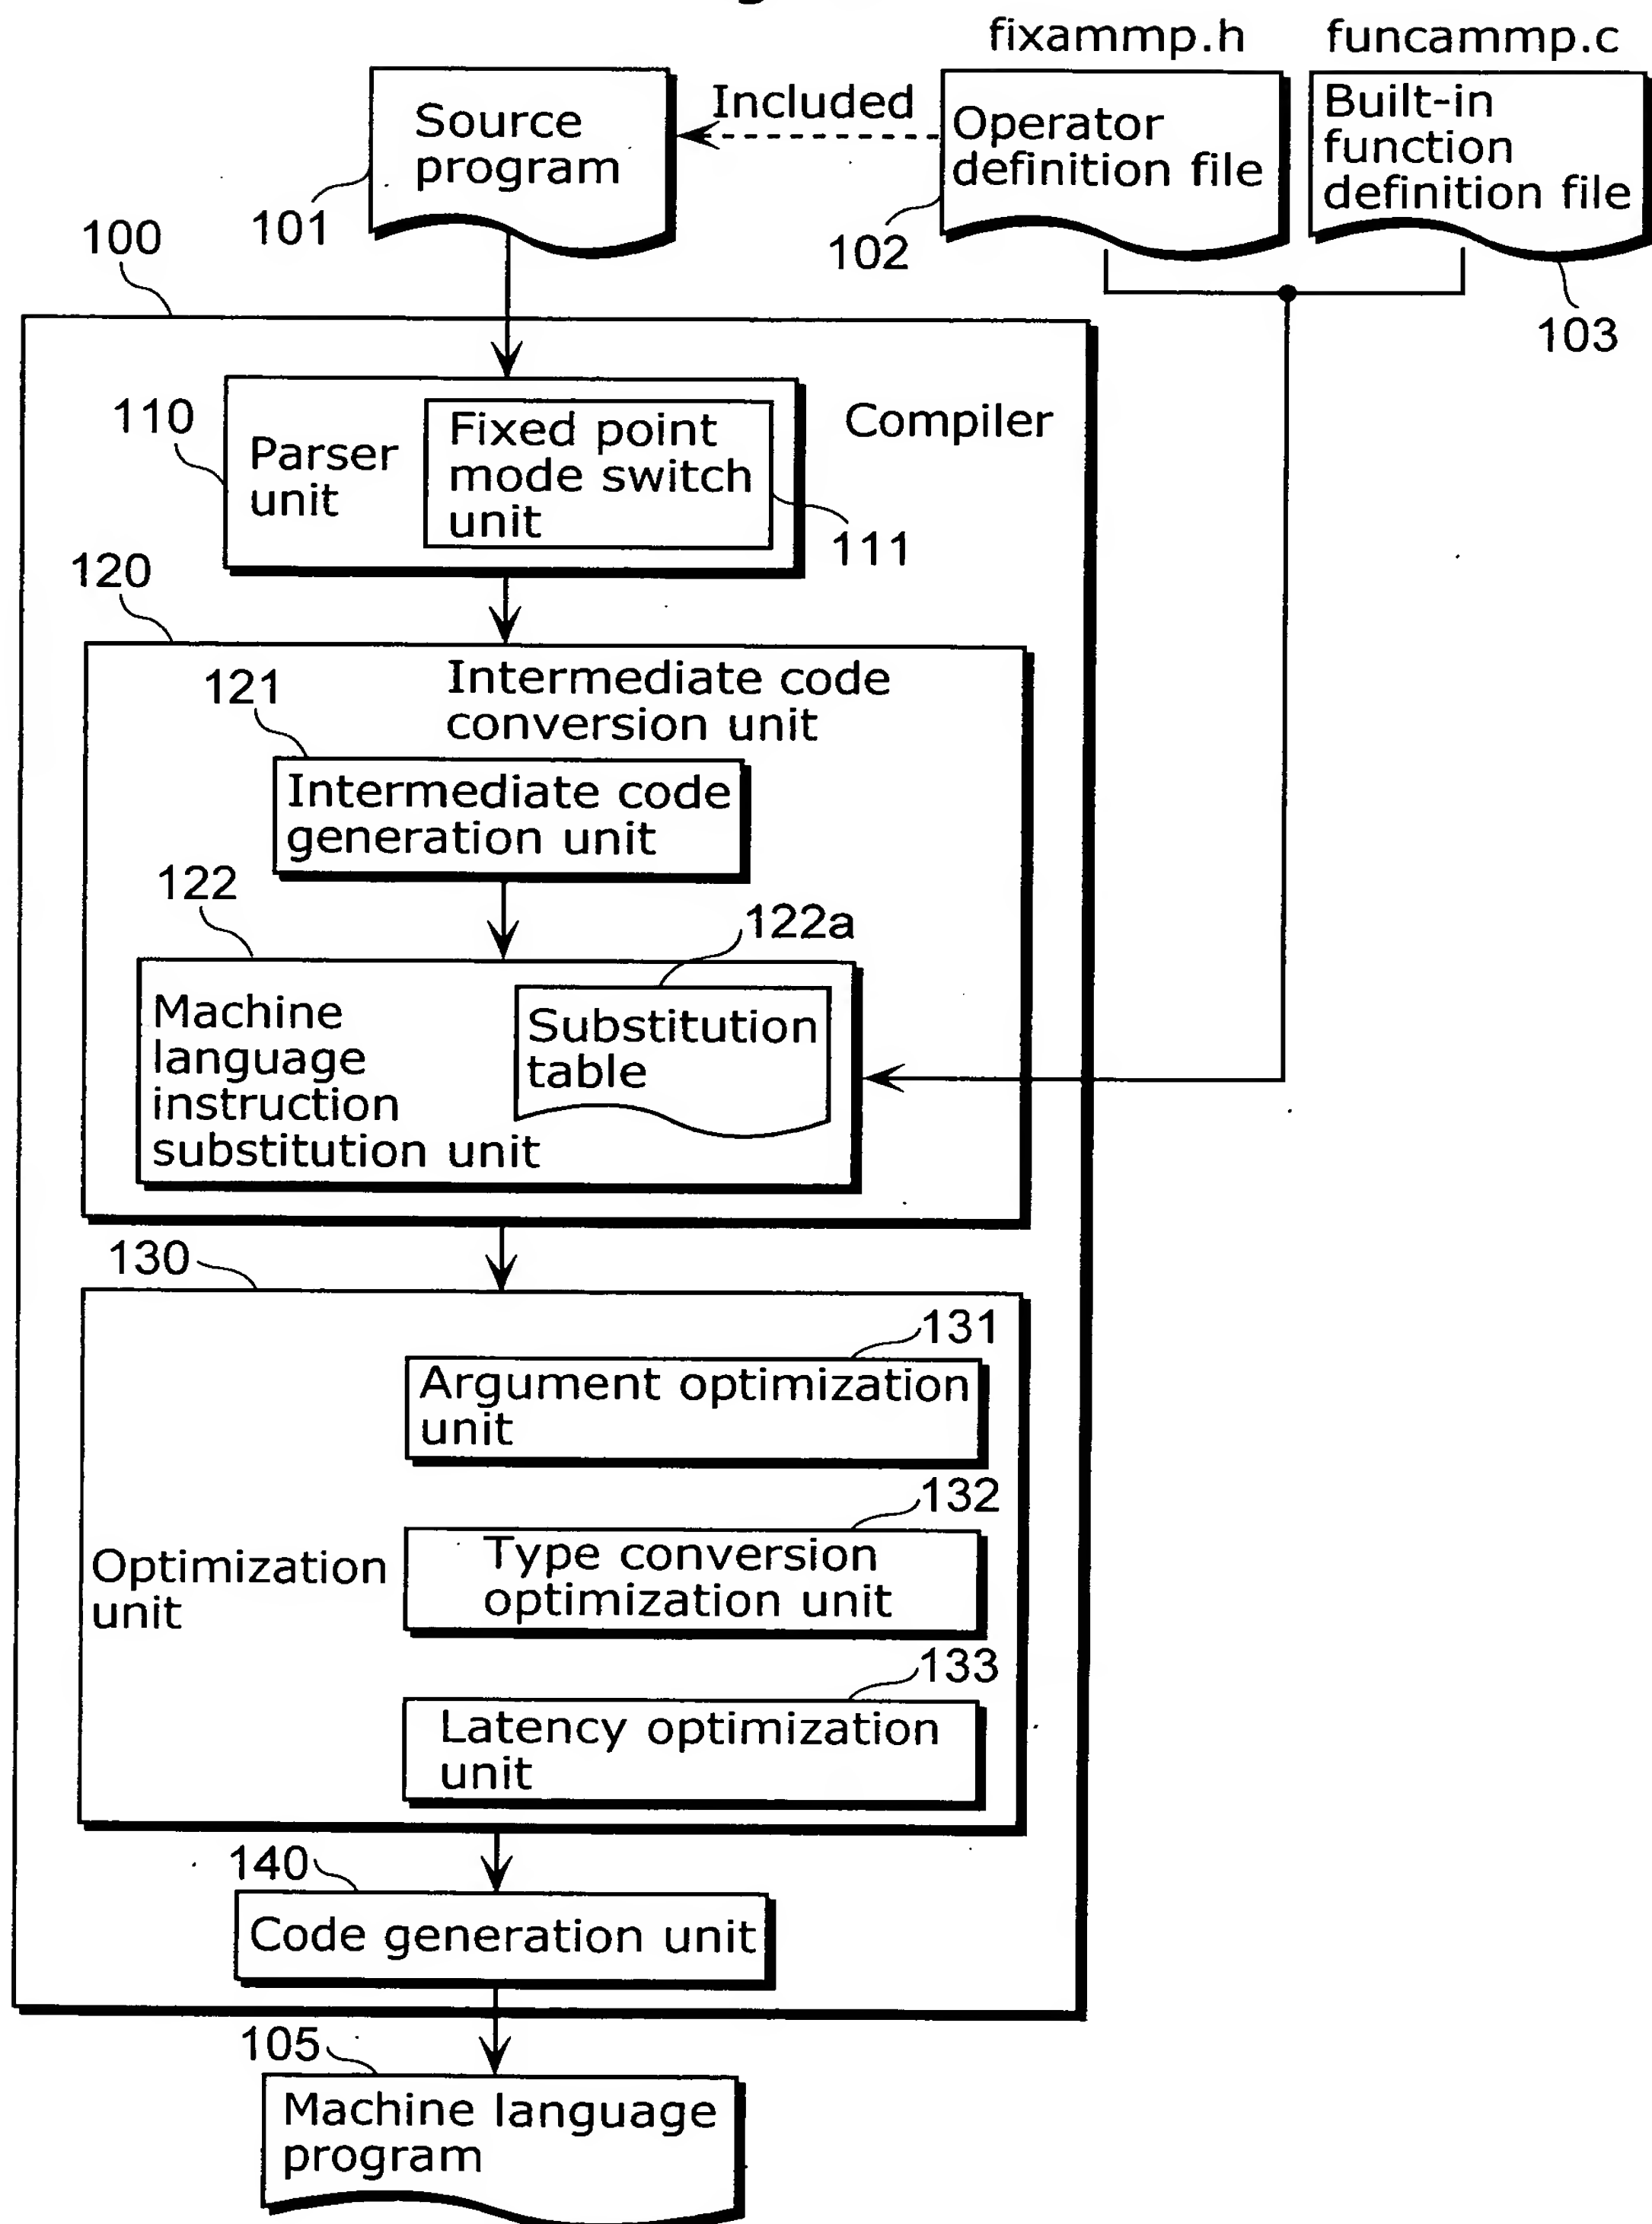 fixammp.h
funcammp.c
Source
program
Included
Operator
definition file
Built-in
function
definition file
101
102
103
100
110
Parser
unit
Fixed point
mode switch
unit
Compiler
111
120
Intermediate code
conversion unit
121
Intermediate code
generation unit
122
122a
Machine
language
instruction
substitution unit
Substitution
table
130
131
Argument optimization
unit
132
Type conversion
optimization unit
Optimization
unit
133
Latency optimization
unit
140
Code generation unit
105
Machine language
program